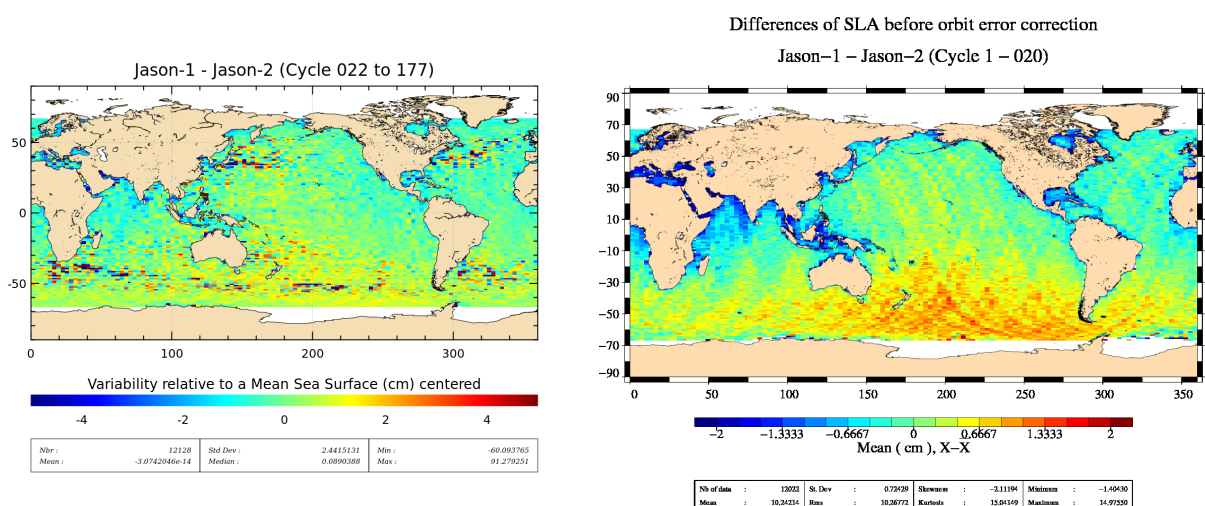 Jason-1 - Jason-2 (Cycle 022 to 177)
50
0
-50
0 100 200 300
Variability relative to a Mean Sea Surface (cm) centered
-4 -2 0 2 4
Nbr : 12128 Std Dev : 2.4415131 Min : -60.093765
Mean : -3.0742046e-14 Median : 0.0890388 Max : 91.279251
Differences of SLA before orbit error correction
Jason−1 − Jason−2 (Cycle 1 − 020)
90
70
50
30
10
−10
−30
−50
−70
−90
0 50 100 150 200 250 300 350
−2 −1.3333 −0.6667 0 0.6667 1.3333 2
Mean ( cm ), X−X
Nb of data : 12022 St. Dev : 0.72429 Skewness : −2.11194 Minimum : −1.40430
Mean 10.24214 Rms 10.26772 Kurtosis 15.04149 Maximum 14.97550